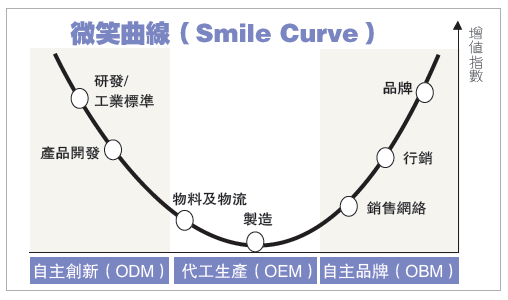 微笑曲線（Smile Curve）
增值指數
研發/
工業標準
品牌
產品開發
行銷
物料及物流
製造
銷售網絡
自主創新（ODM）
代工生產（OEM）
自主品牌（OBM）